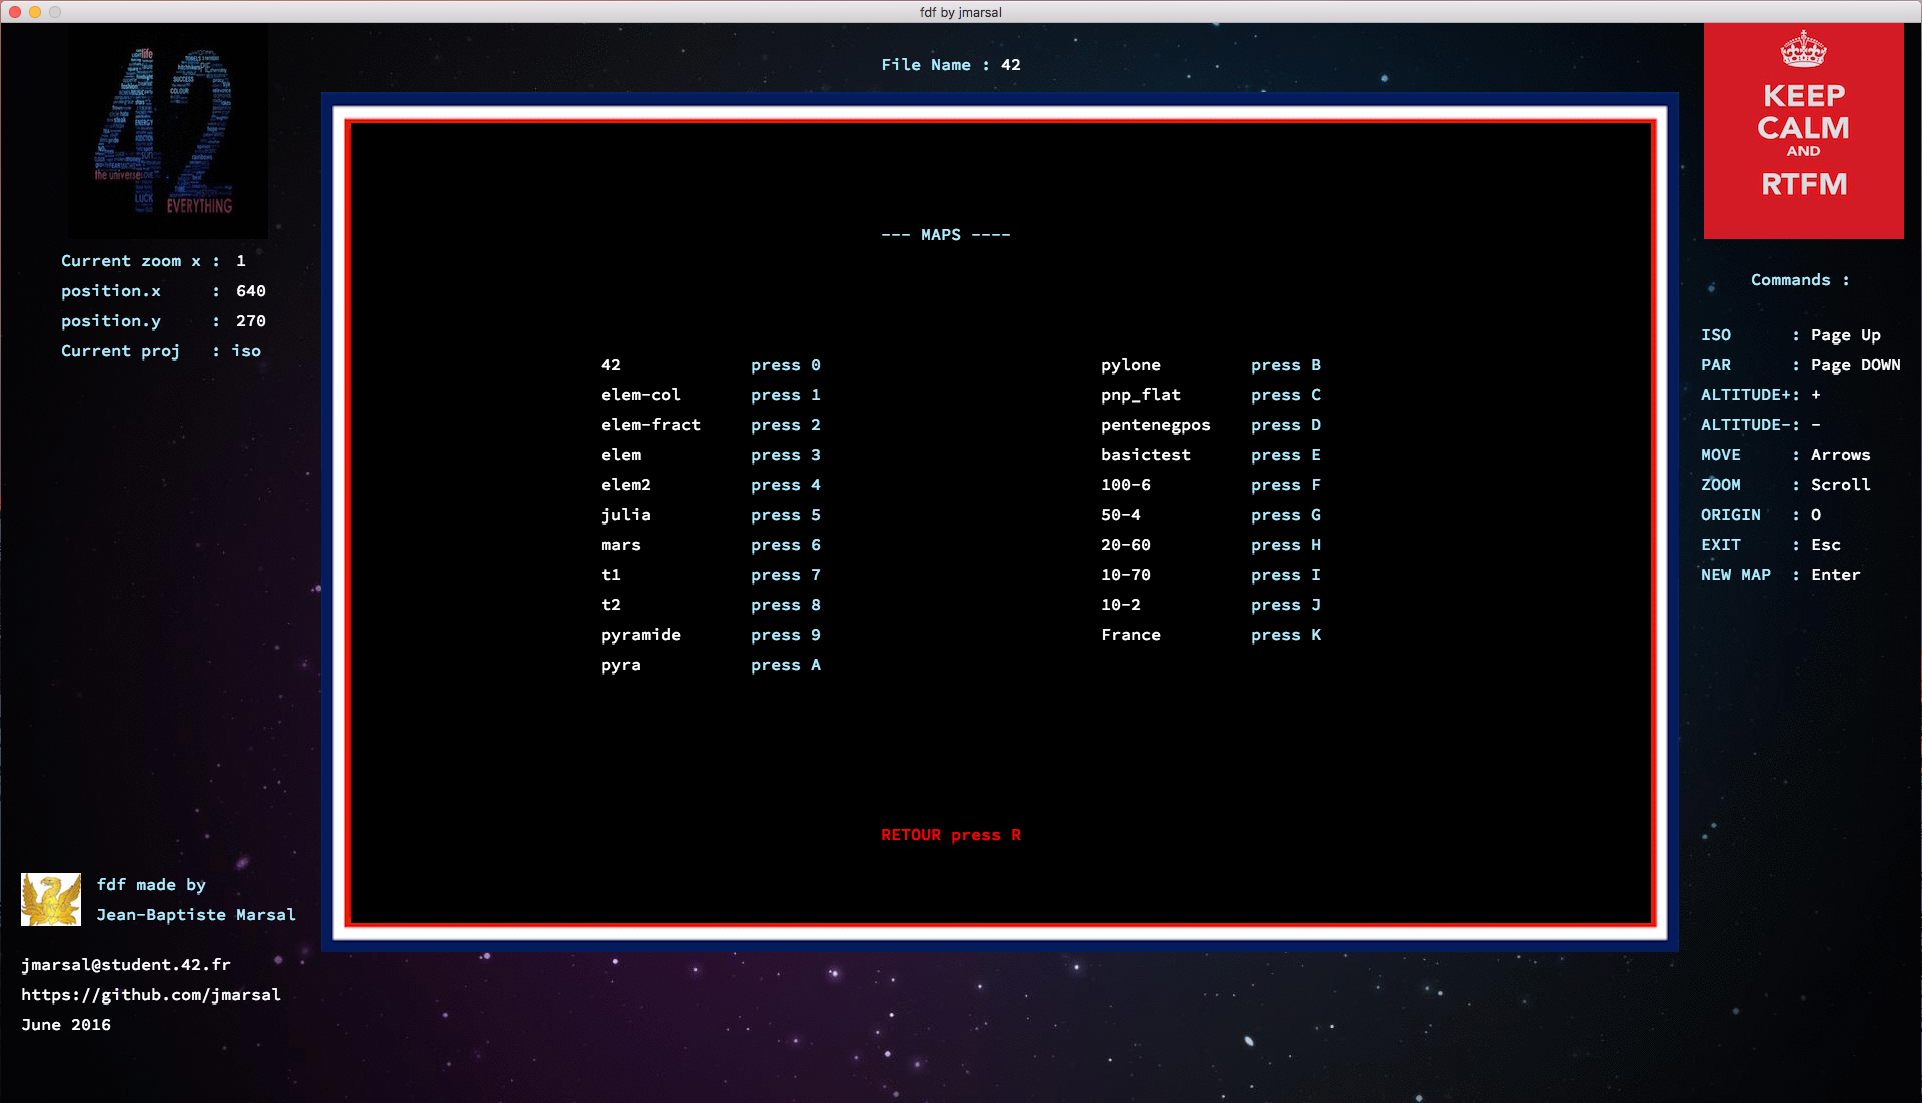 fdf by jmarsal
life
the universe
LUCK
EVERYTHING
File Name : 42
KEEP
CALM
AND
RTFM
Current zoom x : 1
position.x : 640
position.y : 270
Current proj : iso
--- MAPS ----
42 press 0
elem-col press 1
elem-fract press 2
elem press 3
elem2 press 4
julia press 5
mars press 6
t1 press 7
t2 press 8
pyramide press 9
pyra press A
pylone press B
pnp_flat press C
pentenegpos press D
basictest press E
100-6 press F
50-4 press G
20-60 press H
10-70 press I
10-2 press J
France press K
RETOUR press R
Commands :
ISO : Page Up
PAR : Page DOWN
ALTITUDE+: +
ALTITUDE-: -
MOVE : Arrows
ZOOM : Scroll
ORIGIN : O
EXIT : Esc
NEW MAP : Enter
fdf made by
Jean-Baptiste Marsal
jmarsal@student.42.fr
https://github.com/jmarsal
June 2016